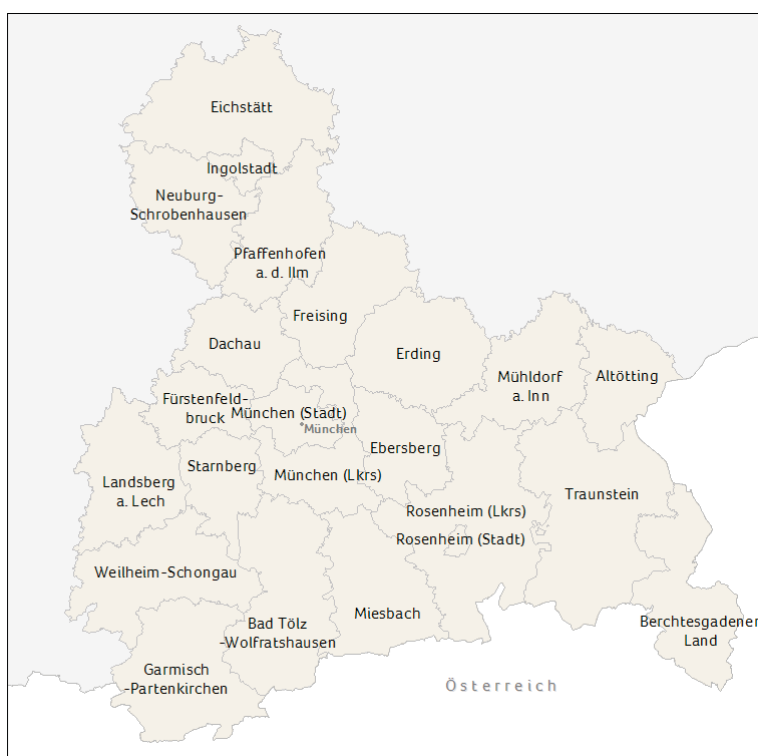 Eichstätt
Ingolstadt
Neuburg-
Schrobenhausen
Pfaffenhofen
a. d. Ilm
Freising
Dachau
Erding
Mühldorf
a. Inn
Altötting
Fürstenfeld-
bruck
München (Stadt)
München
Ebersberg
Starnberg
München (Lkrs)
Landsberg
a. Lech
Traunstein
Rosenheim (Lkrs)
Rosenheim (Stadt)
Weilheim-Schongau
Bad Tölz
-Wolfratshausen
Miesbach
Berchtesgadener
Land
Garmisch
-Partenkirchen
Österreich